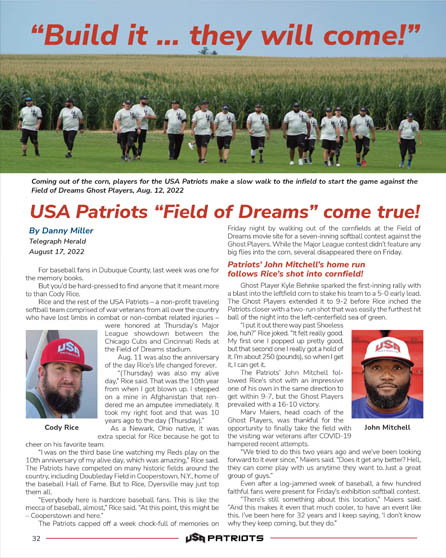 “Build it ... they will come!”
Coming out of the corn, players for the USA Patriots make a slow walk to the infield to start the game against the
Field of Dreams Ghost Players, Aug. 12, 2022
USA Patriots “Field of Dreams” come true!
By Danny Miller
Telegraph Herald
August 17, 2022
For baseball fans in Dubuque County, last week was one for
the memory books.
But you’d be hard-pressed to find anyone that it meant more
to than Cody Rice.
Rice and the rest of the USA Patriots – a non-profit traveling
softball team comprised of war veterans from all over the country
who have lost limbs in combat or non-combat related injuries –
were honored at Thursday’s Major
League showdown between the
Chicago Cubs and Cincinnati Reds at
the Field of Dreams stadium.
Aug. 11 was also the anniversary
of the day Rice’s life changed forever.
“(Thursday) was also my alive
day,” Rice said. That was the 10th year
from when I got blown up. I stepped
on a mine in Afghanistan that ren-
dered me an amputee immediately. It
took my right foot and that was 10
years ago to the day (Thursday).”
As a Newark, Ohio native, it was
extra special for Rice because he got to
cheer on his favorite team.
Cody Rice
“I was on the third base line watching my Reds play on the
10th anniversary of my alive day, which was amazing,” Rice said.
The Patriots have competed on many historic fields around the
country, including Doubleday Field in Cooperstown, N.Y., home of
the baseball Hall of Fame. But to Rice, Dyersville may just top
them all.
“Everybody here is hardcore baseball fans. This is like the
mecca of baseball, almost,” Rice said. “At this point, this might be
– Cooperstown and here.”
The Patriots capped off a week chock-full of memories on
Friday night by walking out of the cornfields at the Field of
Dreams movie site for a seven-inning softball contest against the
Ghost Players. While the Major League contest didn’t feature any
big flies into the corn, several disappeared there on Friday.
Patriots’ John Mitchell’s home run
follows Rice’s shot into cornfield!
Ghost Player Kyle Behnke sparked the first-inning rally with
a blast into the leftfield corn to stake his team to a 5-0 early lead.
The Ghost Players extended it to 9-2 before Rice inched the
Patriots closer with a two-run shot that was easily the furthest hit
ball of the night into the left-centerfield sea of green.
“I put it out there way past Shoeless
Joe, huh?” Rice joked. “It felt really good.
My first one I popped up pretty good,
but that second one I really got a hold of
it. I’m about 250 (pounds), so when I get
it, I can get it.
The Patriots’ John Mitchell fol-
lowed Rice’s shot with an impressive
one of his own in the same direction to
get within 9-7, but the Ghost Players
prevailed with a 16-10 victory.
Marv Maiers, head coach of the
Ghost Players, was thankful for the
opportunity to finally take the field with
the visiting war veterans after COVID-19
hampered recent attempts.
John Mitchell
“We tried to do this two years ago and we’ve been looking
forward to it ever since,” Maiers said. “Does it get any better? Hell,
they can come play with us anytime they want to. Just a great
group of guys.”
Even after a log-jammed week of baseball, a few hundred
faithful fans were present for Friday’s exhibition softball contest.
“There’s still something about this location,” Maiers said.
“And this makes it even that much cooler, to have an event like
this. I’ve been here for 32 years and I keep saying, ‘I don’t know
why they keep coming, but they do.”
32
USA PATRIOTS